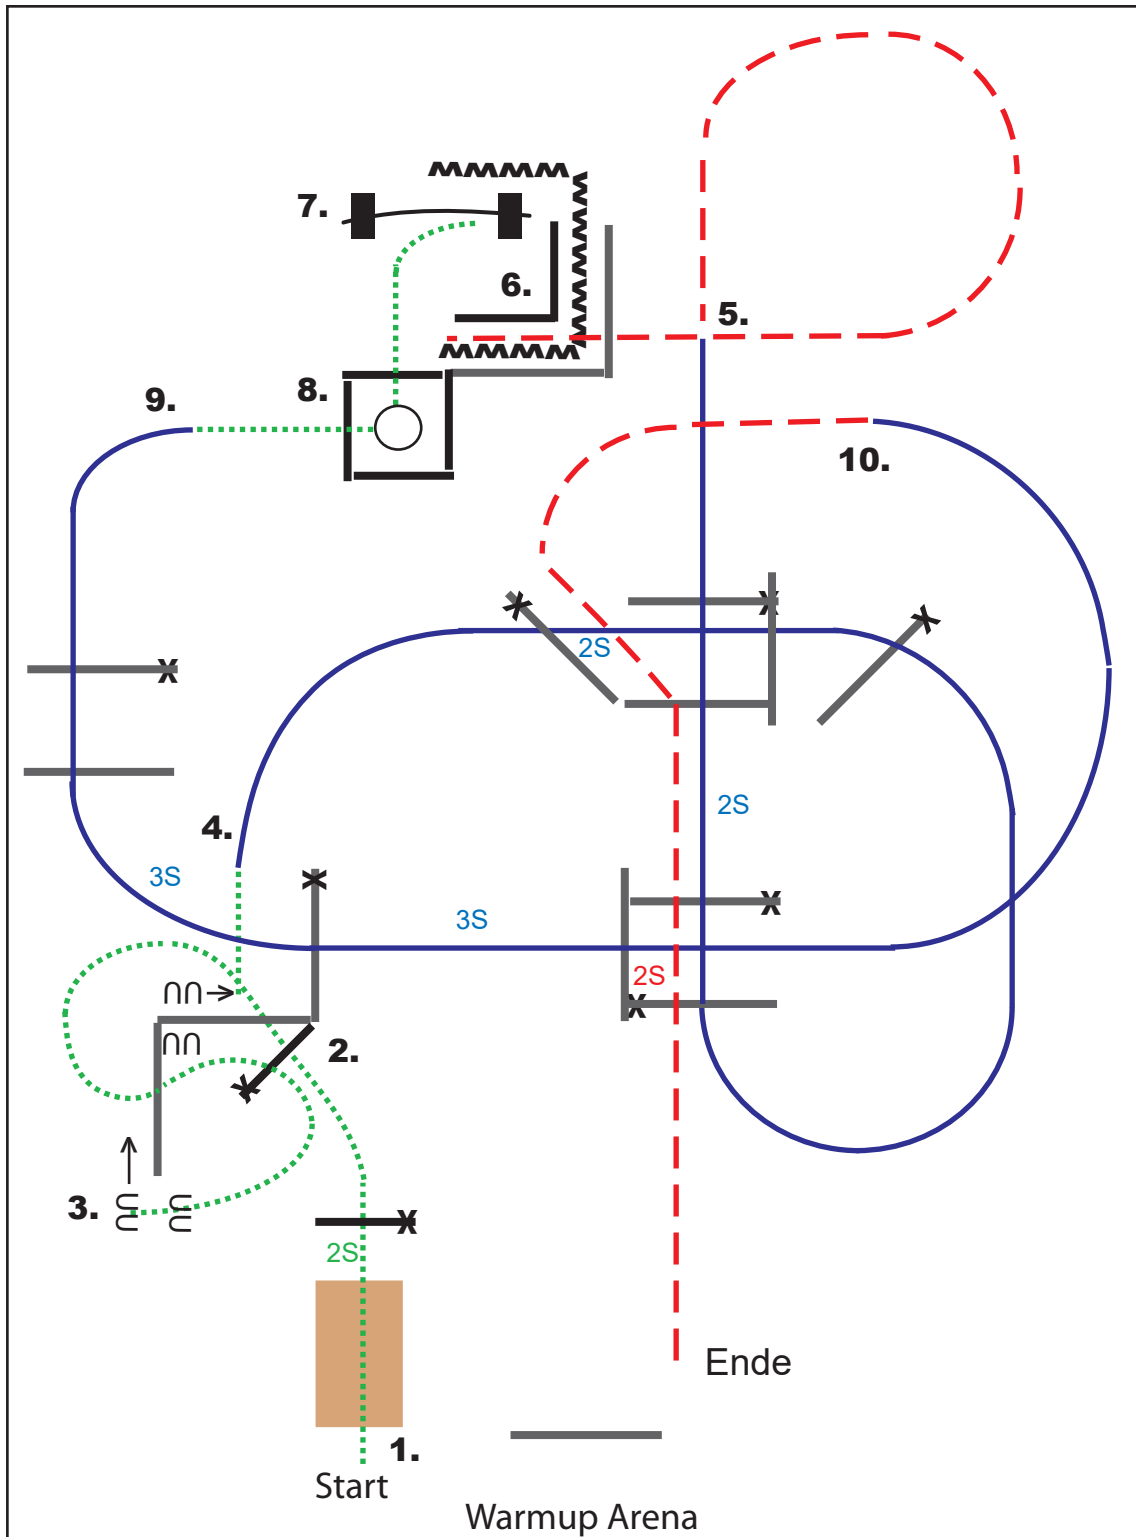 7.
6.
5.
8.
9.
10.
2S
2S
4.
3S
3S
2S
2.
3.
2S
Ende
1.
Start
Warmup Arena